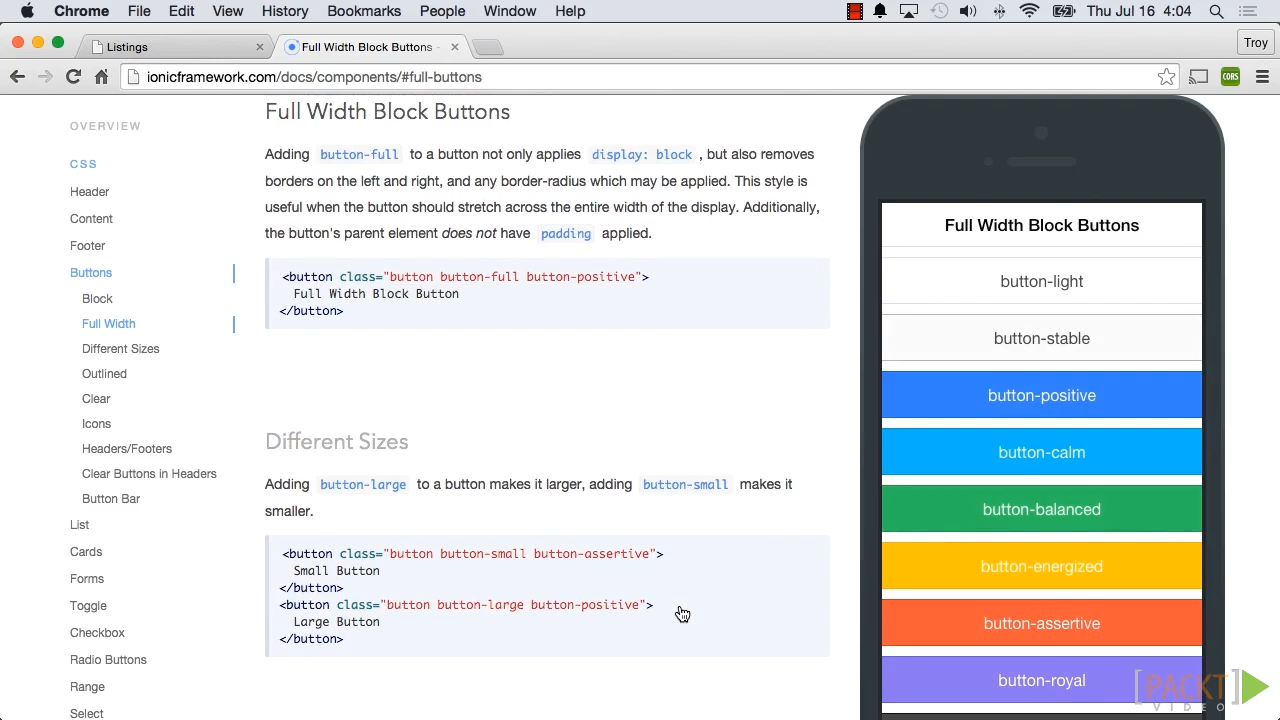 Chrome File Edit View History Bookmarks People Window Help Thu Jul 16 4:04
Listings
Full Width Block Buttons -
Troy
ionicframework.com/docs/components/#full-buttons
CORS
OVERVIEW
CSS
Header
Content
Footer
Buttons
Block
Full Width
Different Sizes
Outlined
Clear
Icons
Headers/Footers
Clear Buttons in Headers
Button Bar
List
Cards
Forms
Toggle
Checkbox
Radio Buttons
Range
Select
Full Width Block Buttons
Adding button-full to a button not only applies display: block , but also removes
borders on the left and right, and any border-radius which may be applied. This style is
useful when the button should stretch across the entire width of the display. Additionally,
the button's parent element does not have padding applied.
<button class="button button-full button-positive">
Full Width Block Button
</button>
Different Sizes
Adding button-large to a button makes it larger, adding button-small makes it
smaller.
<button class="button button-small button-assertive">
Small Button
</button>
<button class="button button-large button-positive">
Large Button
</button>
Full Width Block Buttons
button-light
button-stable
button-positive
button-calm
button-balanced
button-energized
button-assertive
button-royal
[PACKT]
VIDEO